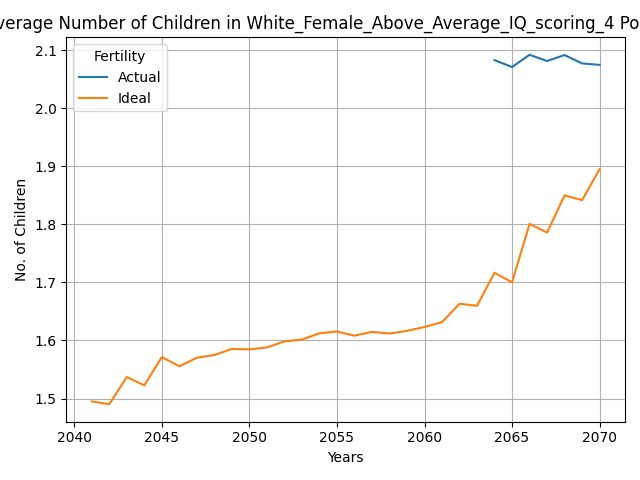 verage Number of Children in White_Female_Above_Average_IQ_scoring_4 Po
Fertility
Actual
Ideal
2.1
2.0
1.9
1.8
1.7
1.6
1.5
No. of Children
2040 2045 2050 2055 2060 2065 2070
Years